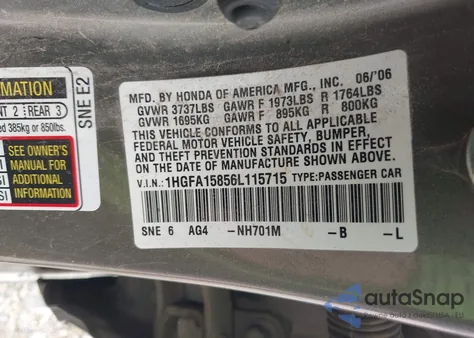 MFD. BY HONDA OF AMERICA MFG., INC. 06/'06
GVWR 3737LBS GAWR F 1973LBS R 1764LBS
GVWR 1695KG GAWR F 895KG R 800KG
THIS VEHICLE CONFORMS TO ALL APPLICABLE
FEDERAL MOTOR VEHICLE SAFETY, BUMPER,
AND THEFT PREVENTION STANDARDS IN EFFECT
ON THE DATE OF MANUFACTURE SHOWN ABOVE.
V.I.N.: 1HGFA15856L115715 TYPE:PASSENGER CAR
SNE 6 AG4 -NH701M -B -L
SNE E2
2 REAR 3
385kg or 850lbs.
SEE OWNER'S
MANUAL FOR
ADDITIONAL
INFORMATION
autoSnap